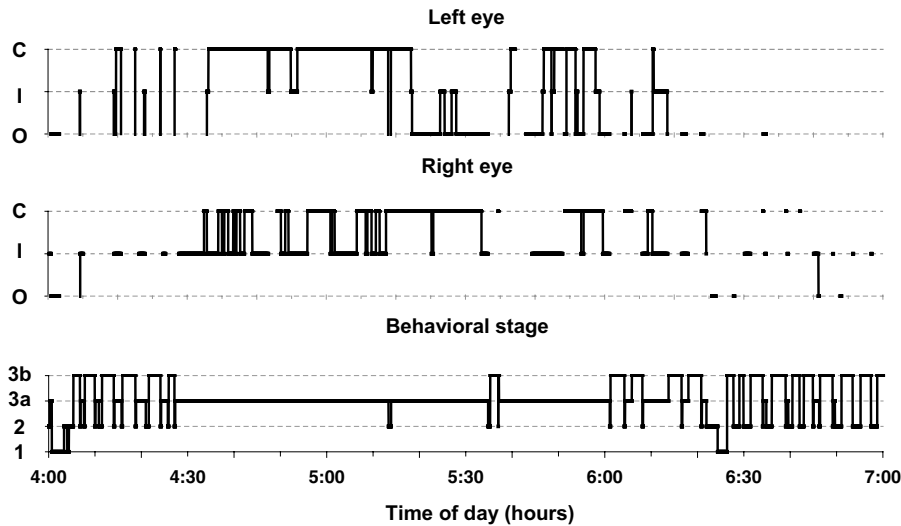 Left eye
C
I
O
Right eye
C
I
O
Behavioral stage
3b
3a
2
1
4:00 4:30 5:00 5:30 6:00 6:30 7:00
Time of day (hours)